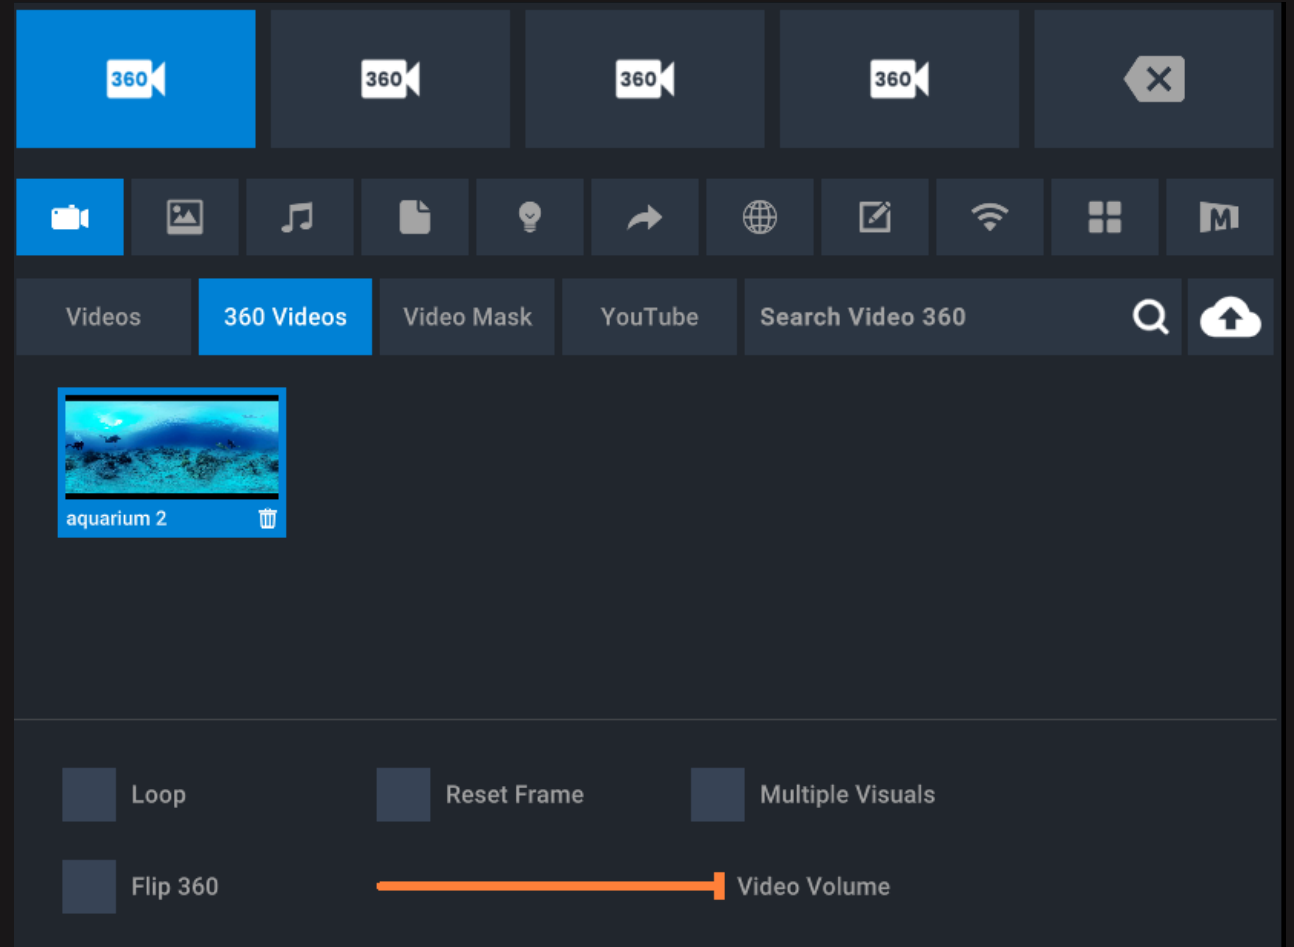 360 360 360 360
M
Videos 360 Videos Video Mask YouTube Search Video 360
aquarium 2
Loop Reset Frame Multiple Visuals
Flip 360 Video Volume